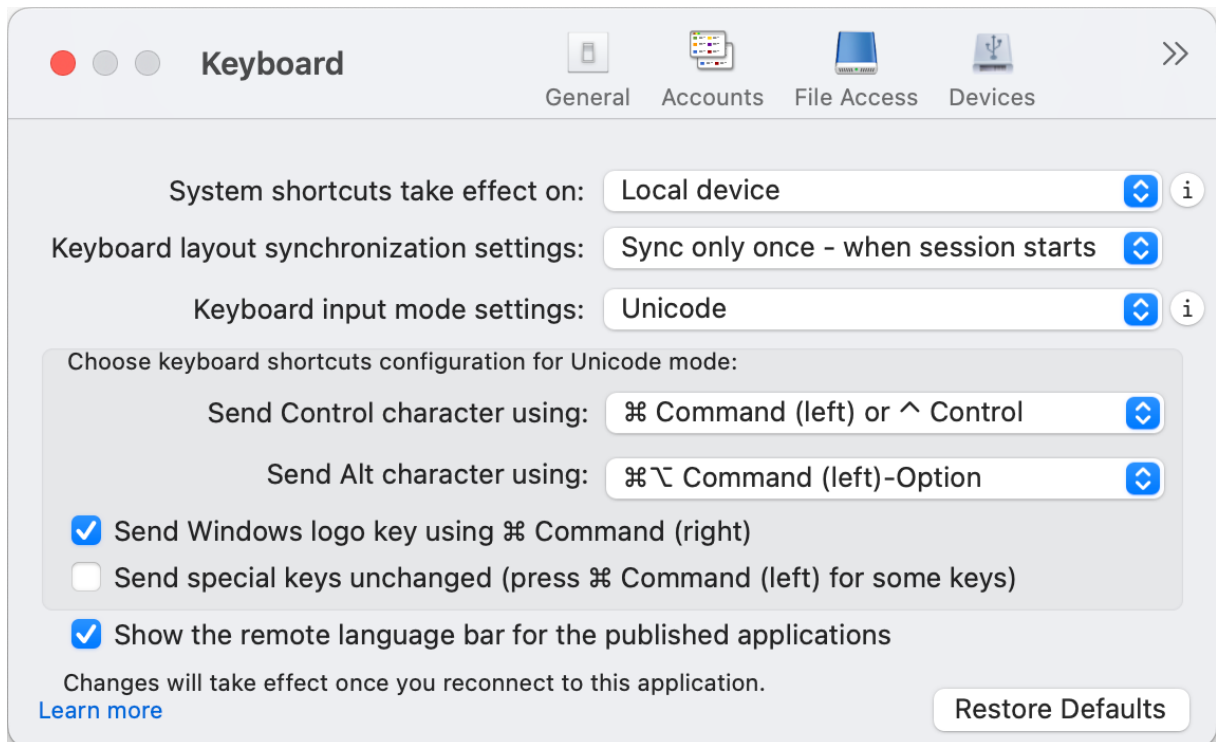 Keyboard
General Accounts File Access Devices
System shortcuts take effect on: Local device i
Keyboard layout synchronization settings: Sync only once - when session starts
Keyboard input mode settings: Unicode i
Choose keyboard shortcuts configuration for Unicode mode:
Send Control character using: ⌘ Command (left) or ^ Control
Send Alt character using: ⌘⌥ Command (left)-Option
Send Windows logo key using ⌘ Command (right)
Send special keys unchanged (press ⌘ Command (left) for some keys)
Show the remote language bar for the published applications
Changes will take effect once you reconnect to this application.
Learn more
Restore Defaults